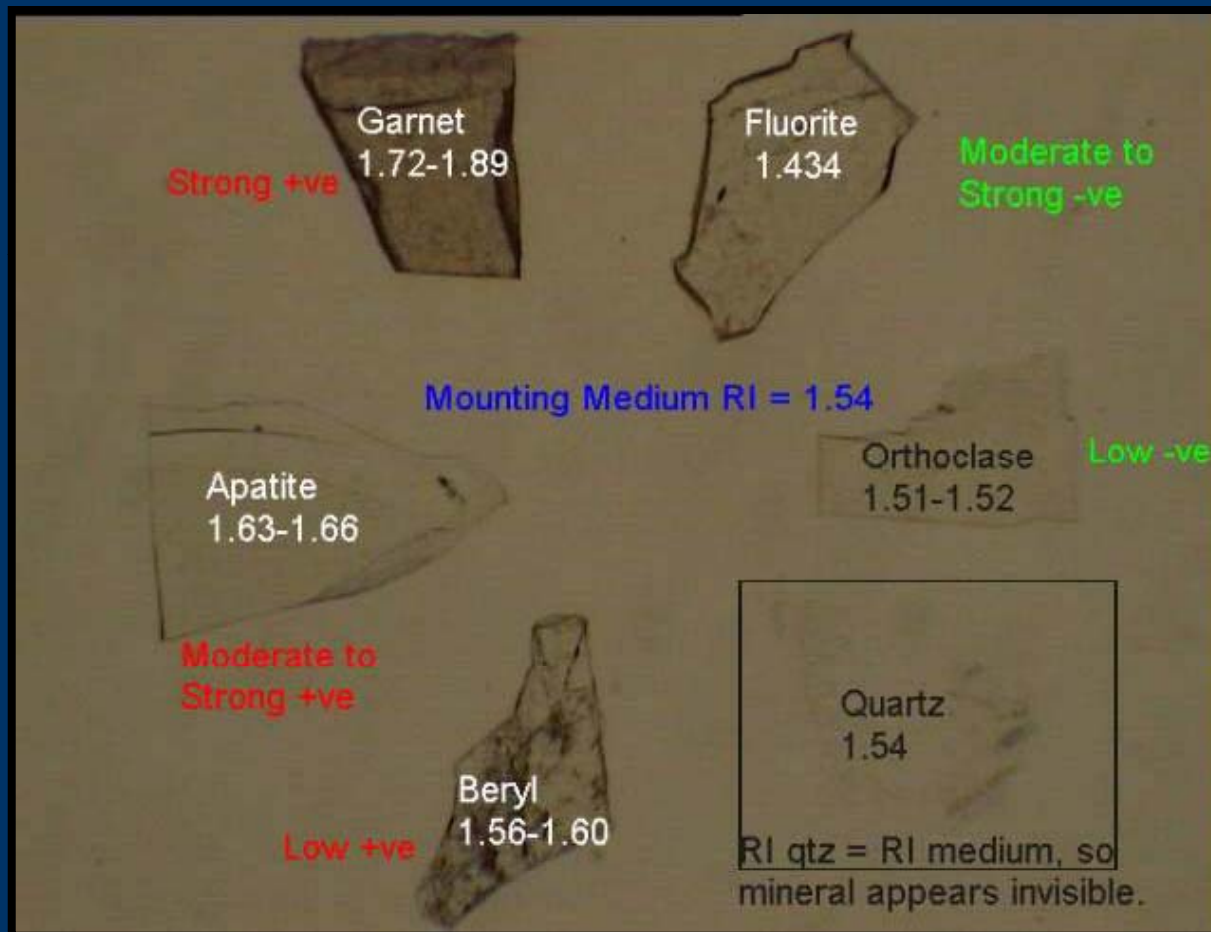 Garnet
1.72-1.89
Strong +ve
Fluorite
1.434
Moderate to
Strong -ve
Mounting Medium RI = 1.54
Apatite
1.63-1.66
Moderate to
Strong +ve
Orthoclase
1.51-1.52
Low -ve
Beryl
1.56-1.60
Low +ve
Quartz
1.54
RI qtz = RI medium, so
mineral appears invisible.